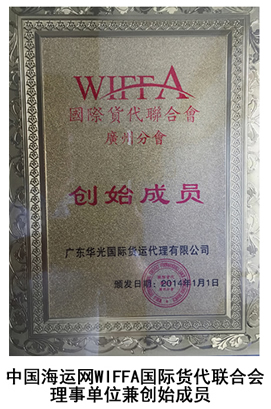 WIFFA
國際貨代聯合會
廣州分會
创始成员
广东华光国际货运代理有限公司
颁发日期:2014年1月1日
中国海运网WIFFA国际货代联合会
理事单位兼创始成员